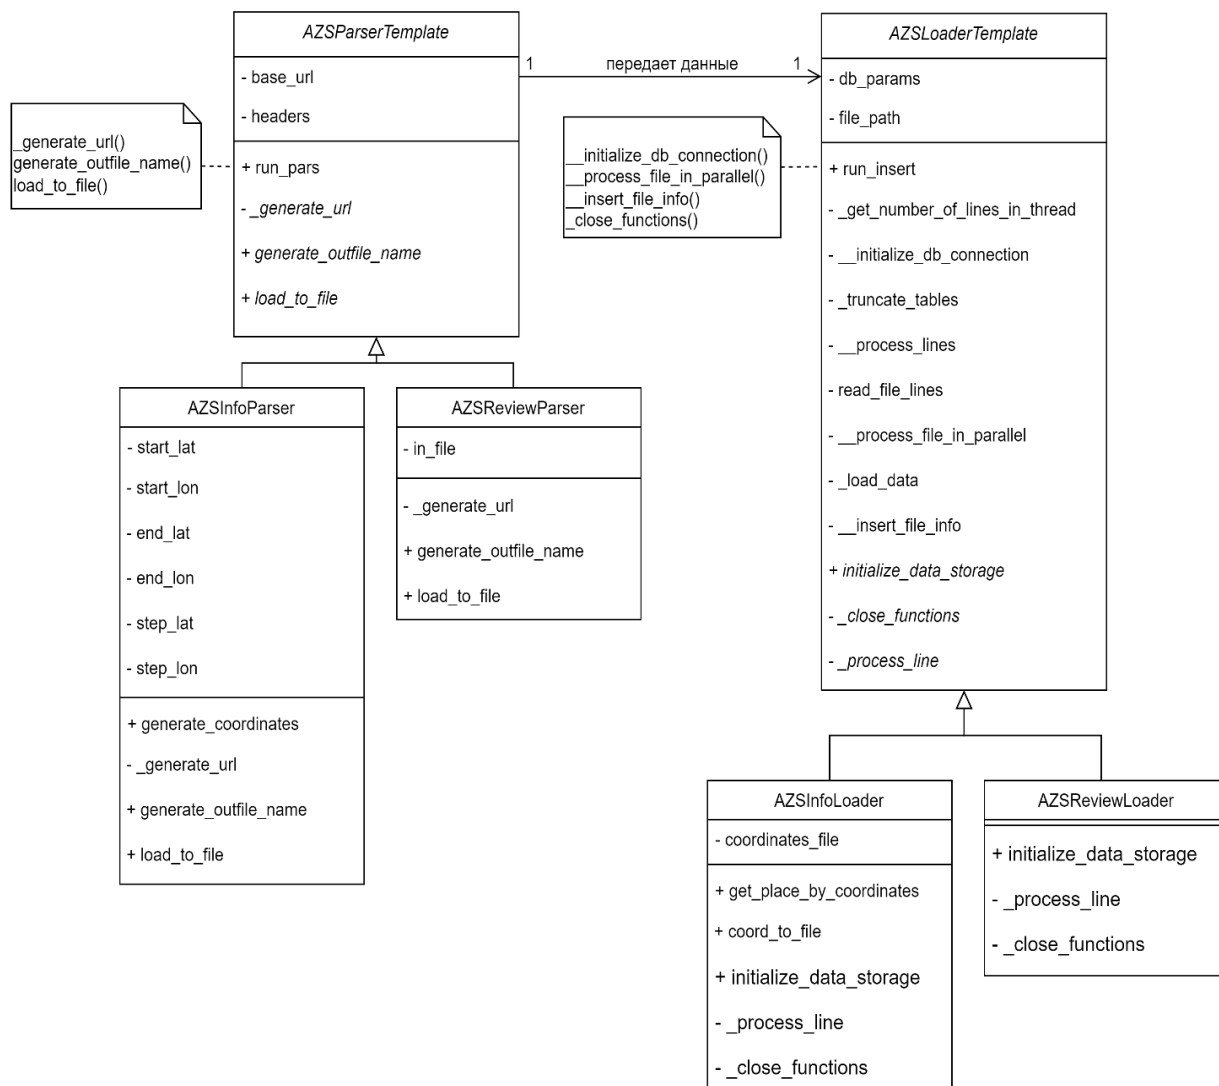 AZSParserTemplate
- base_url
- headers
+ run_pars
- _generate_url
+ generate_outfile_name
+ load_to_file
_generate_url()
generate_outfile_name()
load_to_file()
1
передает данные
1
AZSLoaderTemplate
- db_params
- file_path
+ run_insert
- _get_number_of_lines_in_thread
- __initialize_db_connection
- _truncate_tables
- __process_lines
- read_file_lines
- __process_file_in_parallel
- _load_data
- __insert_file_info
+ initialize_data_storage
- _close_functions
- _process_line
__initialize_db_connection()
__process_file_in_parallel()
__insert_file_info()
_close_functions()
AZSInfoParser
- start_lat
- start_lon
- end_lat
- end_lon
- step_lat
- step_lon
+ generate_coordinates
- _generate_url
+ generate_outfile_name
+ load_to_file
AZSReviewParser
- in_file
- _generate_url
+ generate_outfile_name
+ load_to_file
AZSInfoLoader
- coordinates_file
+ get_place_by_coordinates
+ coord_to_file
+ initialize_data_storage
- _process_line
- _close_functions
AZSReviewLoader
+ initialize_data_storage
- _process_line
- _close_functions